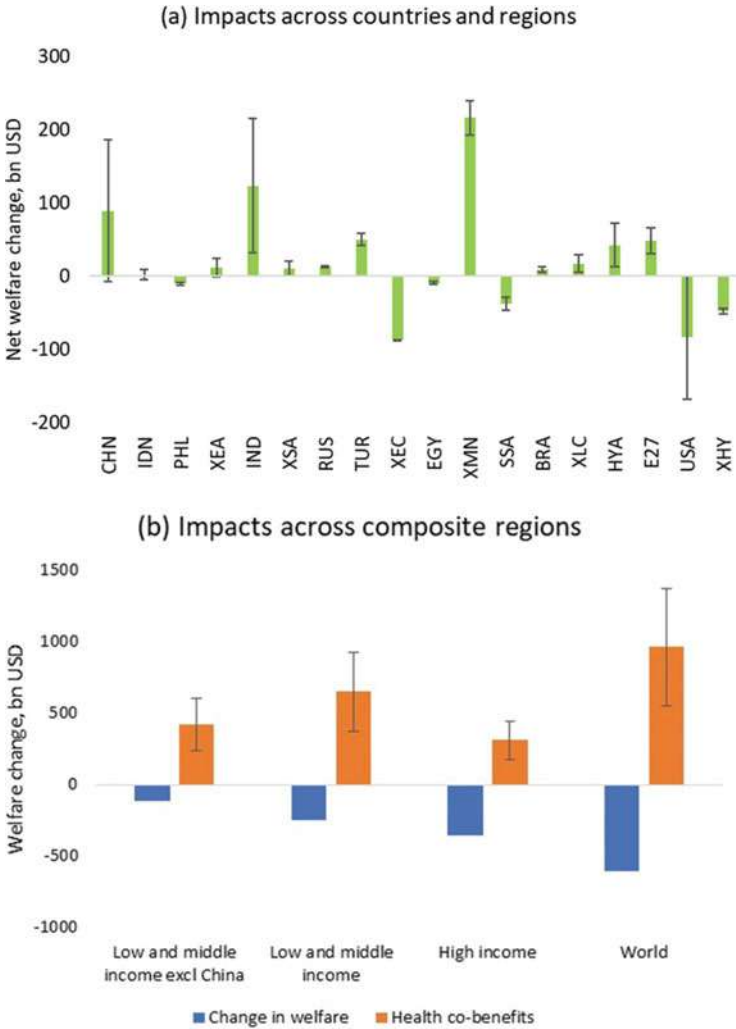 (a) Impacts across countries and regions
Net welfare change, bn USD
300
200
100
0
-100
-200
CHN
IDN
PHL
XEA
IND
XSA
RUS
TUR
XEC
EGY
XMN
SSA
BRA
XLC
HYA
E27
USA
XHY
(b) Impacts across composite regions
Welfare change, bn USD
1500
1000
500
0
-500
-1000
Low and middle
income excl China
Low and middle
income
High income
World
Change in welfare
Health co-benefits